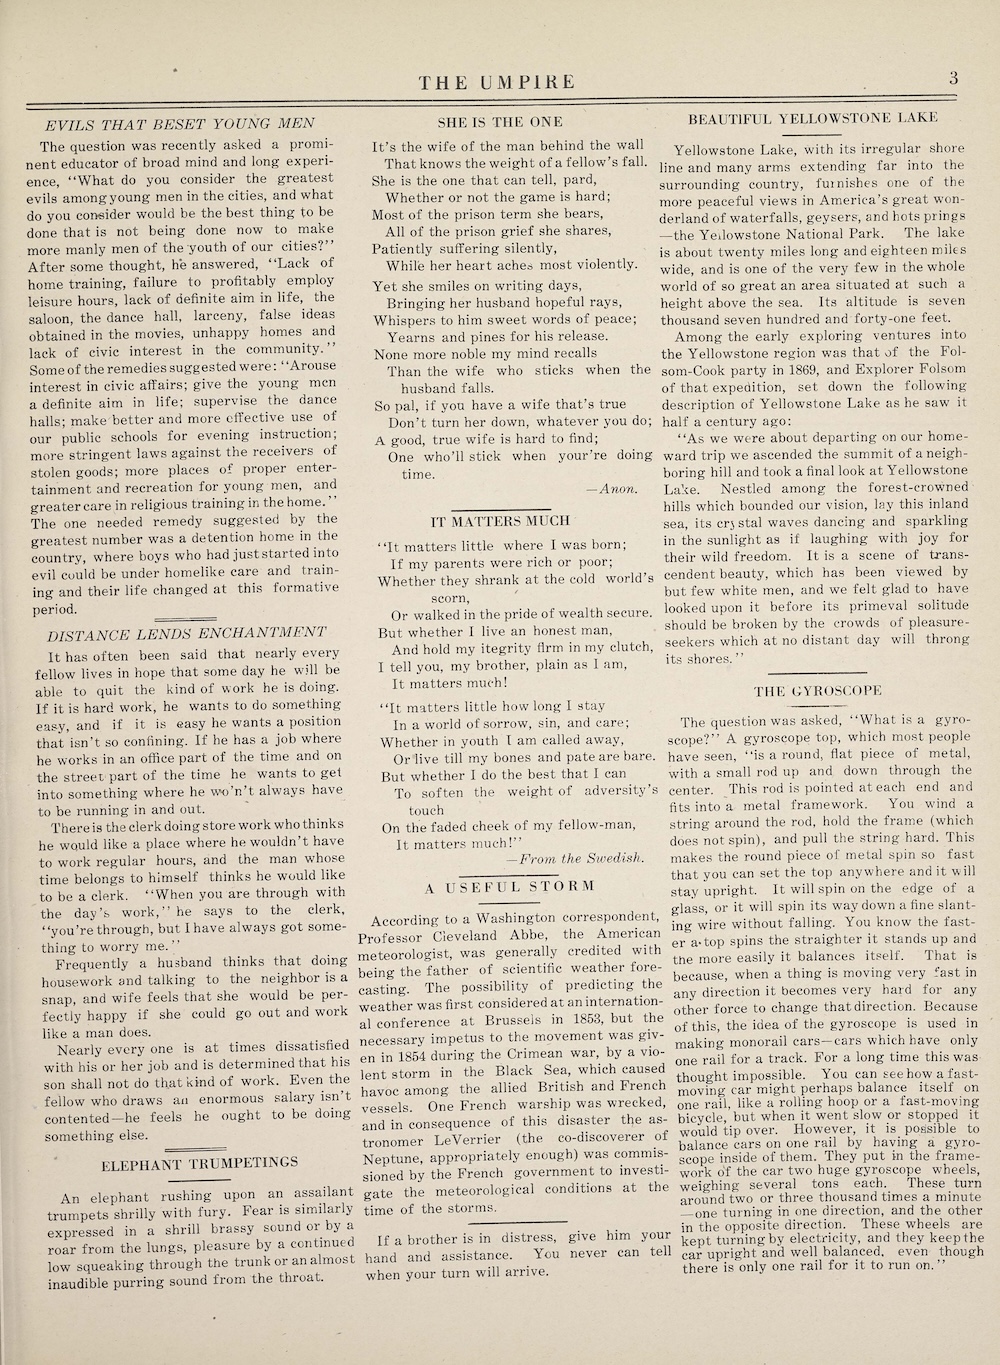 THE UMPIRE
3
EVILS THAT BESET YOUNG MEN
The question was recently asked a promi-
nent educator of broad mind and long experi-
ence, “What do you consider the greatest
evils among young men in the cities, and what
do you consider would be the best thing to be
done that is not being done now to make
more manly men of the youth of our cities?”
After some thought, he answered, “Lack of
home training, failure to profitably employ
leisure hours, lack of definite aim in life, the
saloon, the dance hall, larceny, false ideas
obtained in the movies, unhappy homes and
lack of civic interest in the community.”
Some of the remedies suggested were: “Arouse
interest in civic affairs; give the young men
a definite aim in life; supervise the dance
halls; make better and more effective use of
our public schools for evening instruction;
more stringent laws against the receivers of
stolen goods; more places of proper enter-
tainment and recreation for young men, and
greater care in religious training in the home.”
The one needed remedy suggested by the
greatest number was a detention home in the
country, where boys who had just started into
evil could be under homelike care and train-
ing and their life changed at this formative
period.
DISTANCE LENDS ENCHANTMENT
It has often been said that nearly every
fellow lives in hope that some day he will be
able to quit the kind of work he is doing.
If it is hard work, he wants to do something
easy, and if it is easy he wants a position
that isn't so confining. If he has a job where
he works in an office part of the time and on
the street part of the time he wants to get
into something where he wo'n't always have
to be running in and out.
There is the clerk doing store work who thinks
he would like a place where he wouldn't have
to work regular hours, and the man whose
time belongs to himself thinks he would like
to be a clerk. “When you are through with
the day's work,” he says to the clerk,
“you're through, but I have always got some-
thing to worry me.”
Frequently a husband thinks that doing
housework and talking to the neighbor is a
snap, and wife feels that she would be per-
fectly happy if she could go out and work
like a man does.
Nearly every one is at times dissatisfied
with his or her job and is determined that his
son shall not do that kind of work. Even the
fellow who draws an enormous salary isn't
contented—he feels he ought to be doing
something else.
ELEPHANT TRUMPETINGS
An elephant rushing upon an assailant
trumpets shrilly with fury. Fear is similarly
expressed in a shrill brassy sound or by a
roar from the lungs, pleasure by a continued
low squeaking through the trunk or an almost
inaudible purring sound from the throat.
SHE IS THE ONE
It's the wife of the man behind the wall
That knows the weight of a fellow's fall.
She is the one that can tell, pard,
Whether or not the game is hard;
Most of the prison term she bears,
All of the prison grief she shares,
Patiently suffering silently,
While her heart aches most violently.
Yet she smiles on writing days,
Bringing her husband hopeful rays,
Whispers to him sweet words of peace;
Yearns and pines for his release.
None more noble my mind recalls
Than the wife who sticks when the
husband falls.
So pal, if you have a wife that's true
Don't turn her down, whatever you do;
A good, true wife is hard to find;
One who'll stick when your're doing
time.
—Anon.
IT MATTERS MUCH
“It matters little where I was born;
If my parents were rich or poor;
Whether they shrank at the cold world's
scorn,
Or walked in the pride of wealth secure.
But whether I live an honest man,
And hold my itegrity firm in my clutch,
I tell you, my brother, plain as I am,
It matters much!
“It matters little how long I stay
In a world of sorrow, sin, and care;
Whether in youth I am called away,
Or live till my bones and pate are bare.
But whether I do the best that I can
To soften the weight of adversity's
touch
On the faded cheek of my fellow-man,
It matters much!”
—From the Swedish.
A USEFUL STORM
According to a Washington correspondent,
Professor Cleveland Abbe, the American
meteorologist, was generally credited with
being the father of scientific weather fore-
casting. The possibility of predicting the
weather was first considered at an internation-
al conference at Brussels in 1853, but the
necessary impetus to the movement was giv-
en in 1854 during the Crimean war, by a vio-
lent storm in the Black Sea, which caused
havoc among the allied British and French
vessels. One French warship was wrecked,
and in consequence of this disaster the as-
tronomer LeVerrier (the co-discoverer of
Neptune, appropriately enough) was commis-
sioned by the French government to investi-
gate the meteorological conditions at the
time of the storms.
If a brother is in distress, give him your
hand and assistance. You never can tell
when your turn will arrive.
BEAUTIFUL YELLOWSTONE LAKE
Yellowstone Lake, with its irregular shore
line and many arms extending far into the
surrounding country, furnishes one of the
more peaceful views in America's great won-
derland of waterfalls, geysers, and hots prings
—the Yellowstone National Park. The lake
is about twenty miles long and eighteen miles
wide, and is one of the very few in the whole
world of so great an area situated at such a
height above the sea. Its altitude is seven
thousand seven hundred and forty-one feet.
Among the early exploring ventures into
the Yellowstone region was that of the Fol-
som-Cook party in 1869, and Explorer Folsom
of that expedition, set down the following
description of Yellowstone Lake as he saw it
half a century ago:
“As we were about departing on our home-
ward trip we ascended the summit of a neigh-
boring hill and took a final look at Yellowstone
Lake. Nestled among the forest-crowned
hills which bounded our vision, lay this inland
sea, its crystal waves dancing and sparkling
in the sunlight as if laughing with joy for
their wild freedom. It is a scene of trans-
cendent beauty, which has been viewed by
but few white men, and we felt glad to have
looked upon it before its primeval solitude
should be broken by the crowds of pleasure-
seekers which at no distant day will throng
its shores.”
THE GYROSCOPE
The question was asked, “What is a gyro-
scope?” A gyroscope top, which most people
have seen, “is a round, flat piece of metal,
with a small rod up and down through the
center. This rod is pointed at each end and
fits into a metal framework. You wind a
string around the rod, hold the frame (which
does not spin), and pull the string hard. This
makes the round piece of metal spin so fast
that you can set the top anywhere and it will
stay upright. It will spin on the edge of a
glass, or it will spin its way down a fine slant-
ing wire without falling. You know the fast-
er a top spins the straighter it stands up and
the more easily it balances itself. That is
because, when a thing is moving very fast in
any direction it becomes very hard for any
other force to change that direction. Because
of this, the idea of the gyroscope is used in
making monorail cars—cars which have only
one rail for a track. For a long time this was
thought impossible. You can see how a fast-
moving car might perhaps balance itself on
one rail, like a rolling hoop or a fast-moving
bicycle, but when it went slow or stopped it
would tip over. However, it is possible to
balance cars on one rail by having a gyro-
scope inside of them. They put in the frame-
work of the car two huge gyroscope wheels,
weighing several tons each. These turn
around two or three thousand times a minute
—one turning in one direction, and the other
in the opposite direction. These wheels are
kept turning by electricity, and they keep the
car upright and well balanced, even though
there is only one rail for it to run on.”